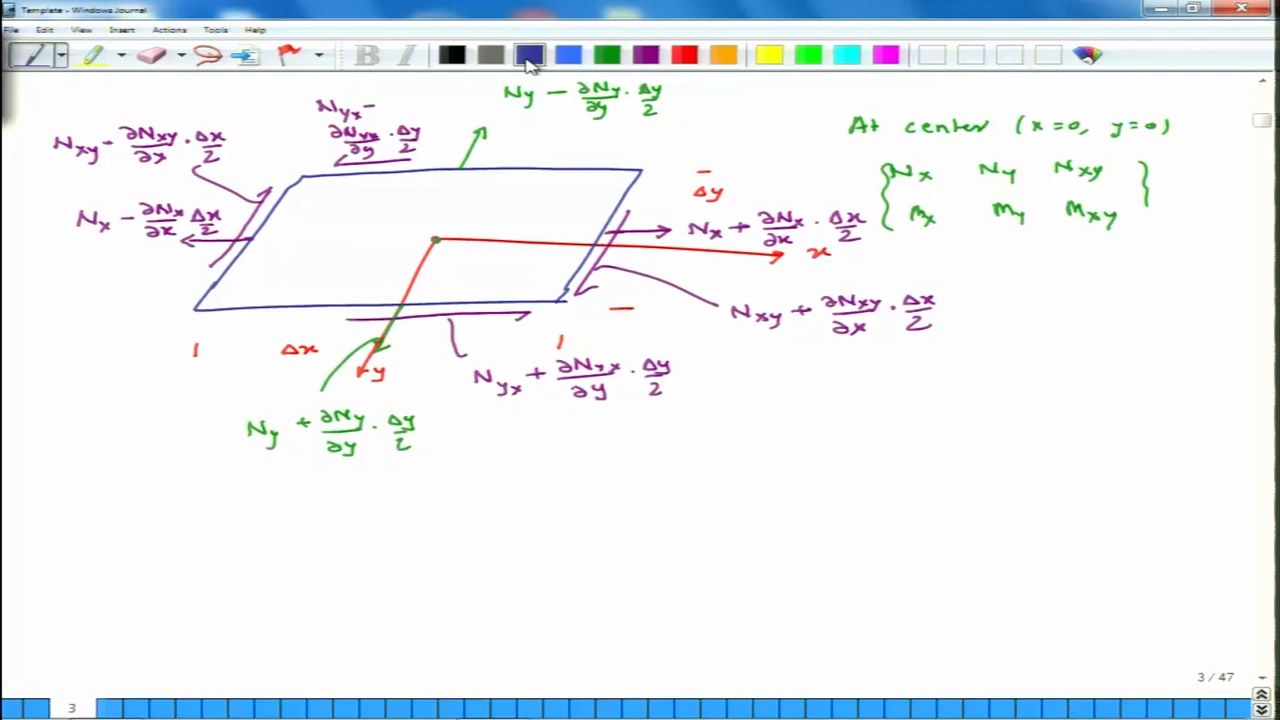 Template - Windows Journal
File Edit View Insert Actions Tools Help
B I
Nyx - ∂Nyx/∂y · Δy/2
Ny - ∂Ny/∂y · Δy/2
At center (x=0, y=0)
Nxy - ∂Nxy/∂x · Δx/2
Nx Ny Nxy
Mx My Mxy
Δy
Nx - ∂Nx/∂x Δx/2
Nx + ∂Nx/∂x · Δx/2
x
Nxy + ∂Nxy/∂x · Δx/2
Δx
y
Nyx + ∂Nyx/∂y · Δy/2
Ny + ∂Ny/∂y · Δy/2
3 / 47
3